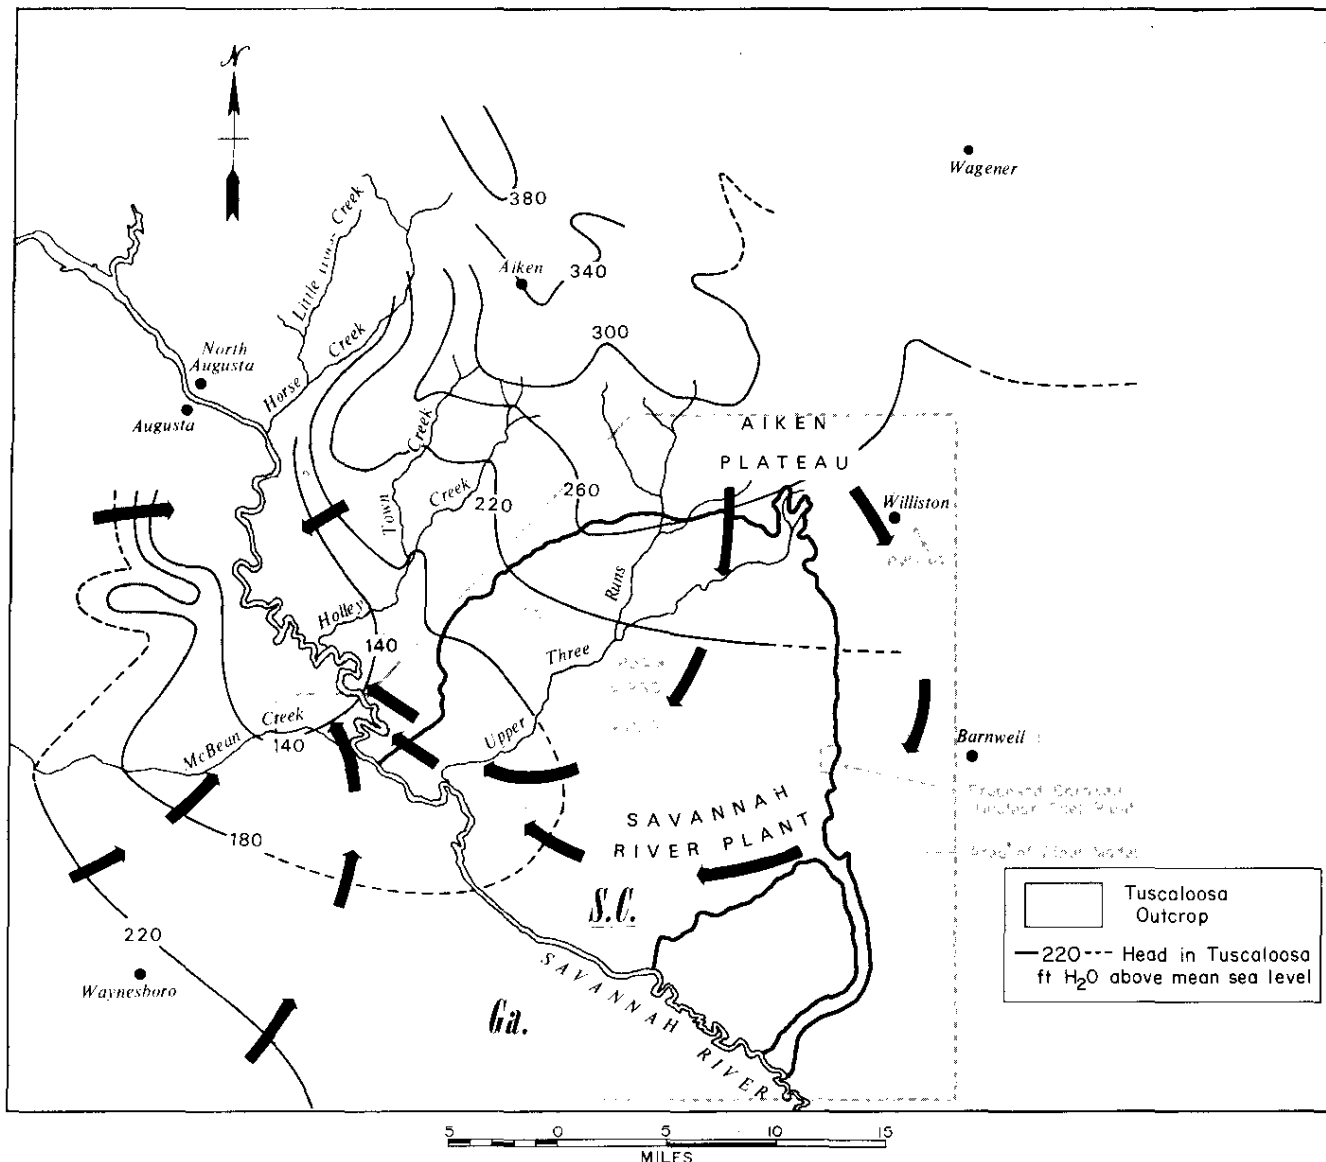 N
Wagener
380
Little Horse Creek
Aiken
340
300
North
Augusta
Augusta
Horse Creek
AIKEN
PLATEAU
Town Creek
Creek
220
260
Williston
Runs
Holley
140
Three
Upper
McBean
Creek
140
Barnwell
SAVANNAH
RIVER PLANT
180
S.C.
220
Waynesboro
Ga.
SAVANNAH RIVER
Tuscaloosa
Outcrop
220 --- Head in Tuscaloosa
ft H₂O above mean sea level
5 0 5 10 15
MILES